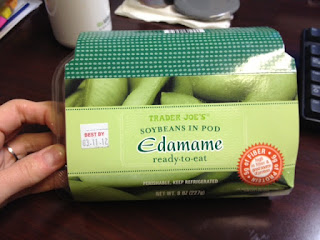 TRADER JOE'S
SOYBEANS IN POD
Edamame
ready-to-eat
BEST BY
03-11-12
PERISHABLE, KEEP REFRIGERATED
NET WT. 8 OZ (227g)